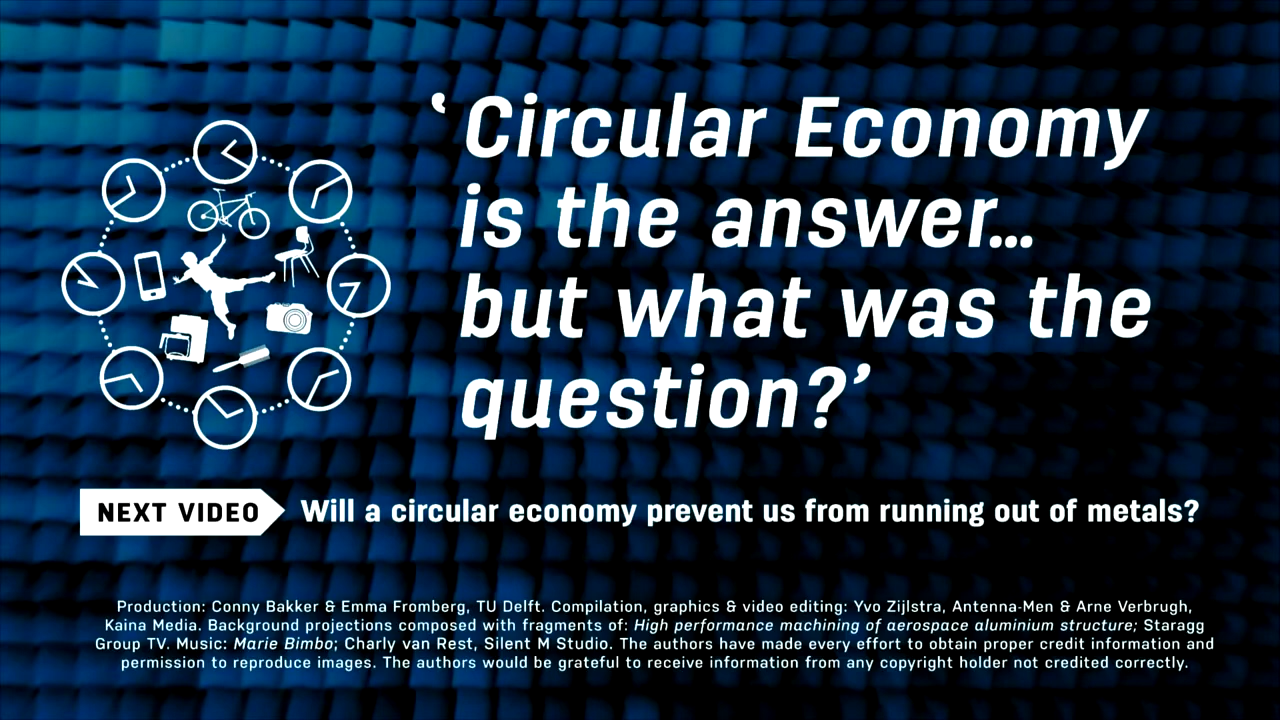 ‘Circular Economy
is the answer...
but what was the
question?’
NEXT VIDEO
Will a circular economy prevent us from running out of metals?
Production: Conny Bakker & Emma Fromberg, TU Delft. Compilation, graphics & video editing: Yvo Zijlstra, Antenna-Men & Arne Verbrugh,
Kaina Media. Background projections composed with fragments of: High performance machining of aerospace aluminium structure; Staragg
Group TV. Music: Marie Bimbo; Charly van Rest, Silent M Studio. The authors have made every effort to obtain proper credit information and
permission to reproduce images. The authors would be grateful to receive information from any copyright holder not credited correctly.